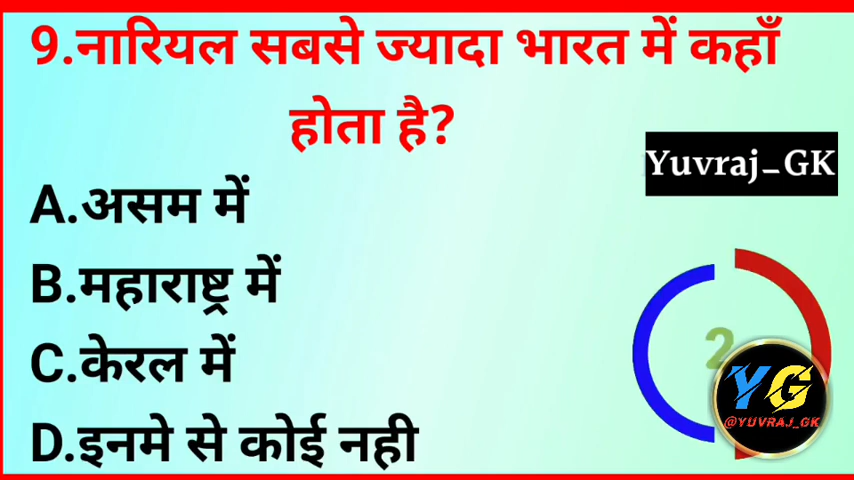 9.नारियल सबसे ज्यादा भारत में कहाँ
होता है?
Yuvraj_GK
A.असम में
B.महाराष्ट्र में
C.केरल में
2
YG
@YUVRAJ_GK
D.इनमे से कोई नही